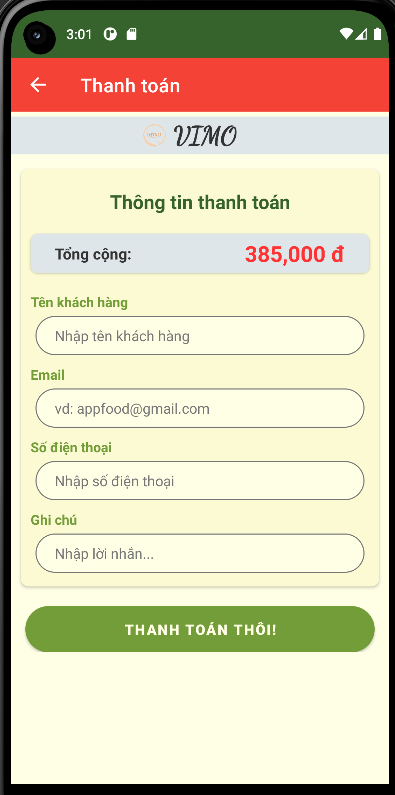 3:01
Thanh toán
VIMO
Thông tin thanh toán
Tổng cộng: 385,000 đ
Tên khách hàng
Nhập tên khách hàng
Email
vd: appfood@gmail.com
Số điện thoại
Nhập số điện thoại
Ghi chú
Nhập lời nhắn...
THANH TOÁN THÔI!